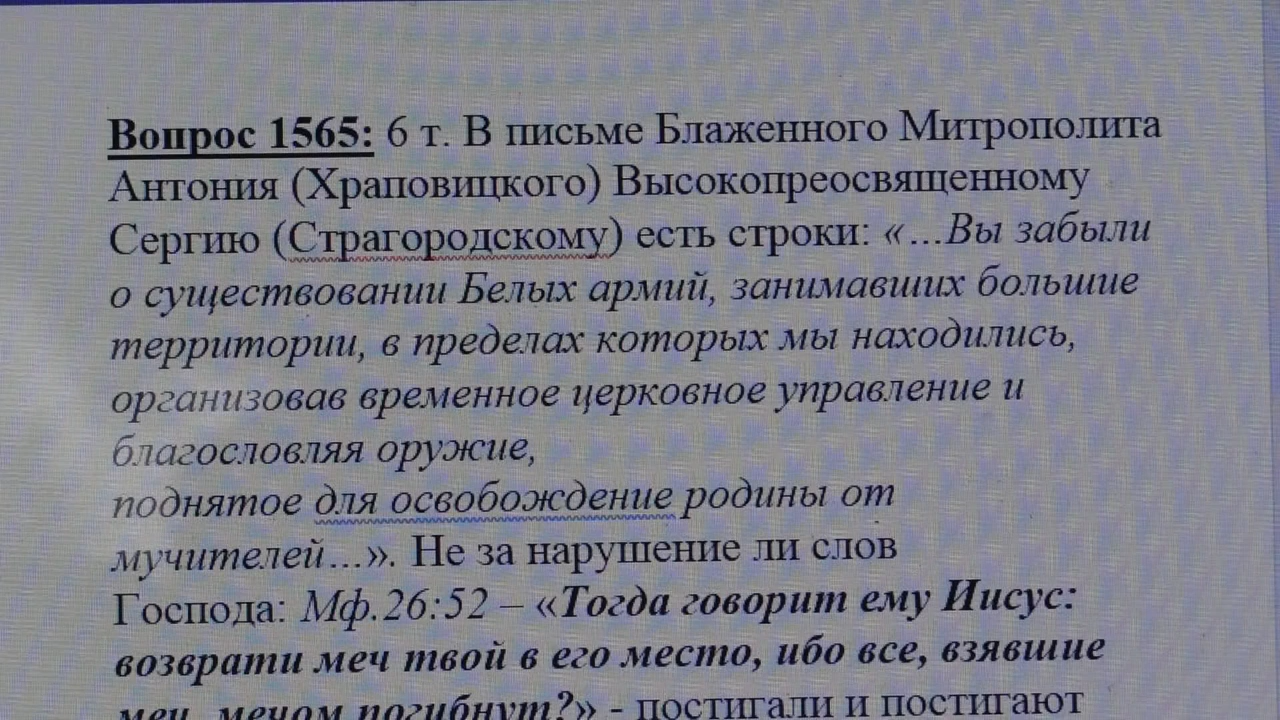 Вопрос 1565: 6 т. В письме Блаженного Митрополита
Антония (Храповицкого) Высокопреосвященному
Сергию (Страгородскому) есть строки: «…Вы забыли
о существовании Белых армий, занимавших большие
территории, в пределах которых мы находились,
организовав временное церковное управление и
благословляя оружие,
поднятое для освобождение родины от
мучителей…». Не за нарушение ли слов
Господа: Мф.26:52 – «Тогда говорит ему Иисус:
возврати меч твой в его место, ибо все, взявшие
меч, мечом погибнут?» - постигали и постигают